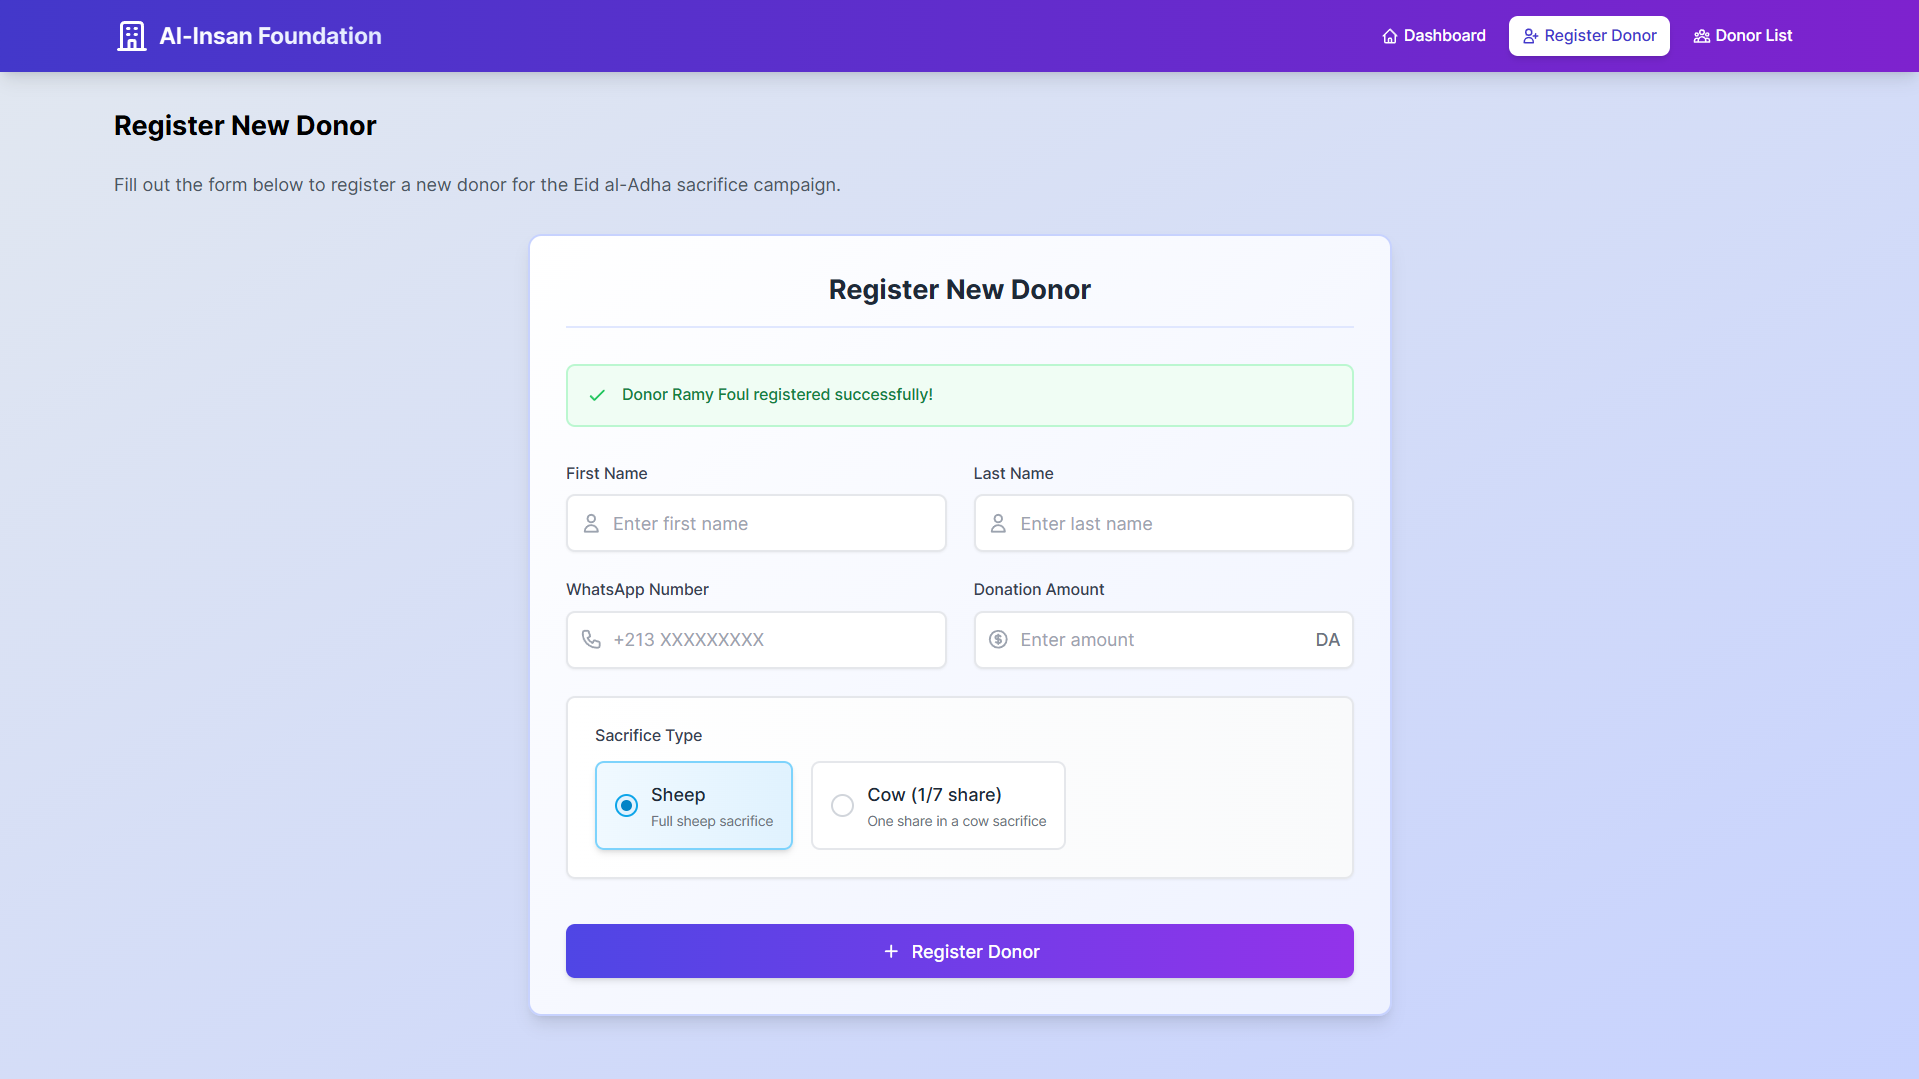 Al-Insan Foundation
Dashboard
Register Donor
Donor List
Register New Donor
Fill out the form below to register a new donor for the Eid al-Adha sacrifice campaign.
Register New Donor
Donor Ramy Foul registered successfully!
First Name
Last Name
Enter first name
Enter last name
WhatsApp Number
Donation Amount
+213 XXXXXXXXX
Enter amount
DA
Sacrifice Type
Sheep
Full sheep sacrifice
Cow (1/7 share)
One share in a cow sacrifice
+ Register Donor